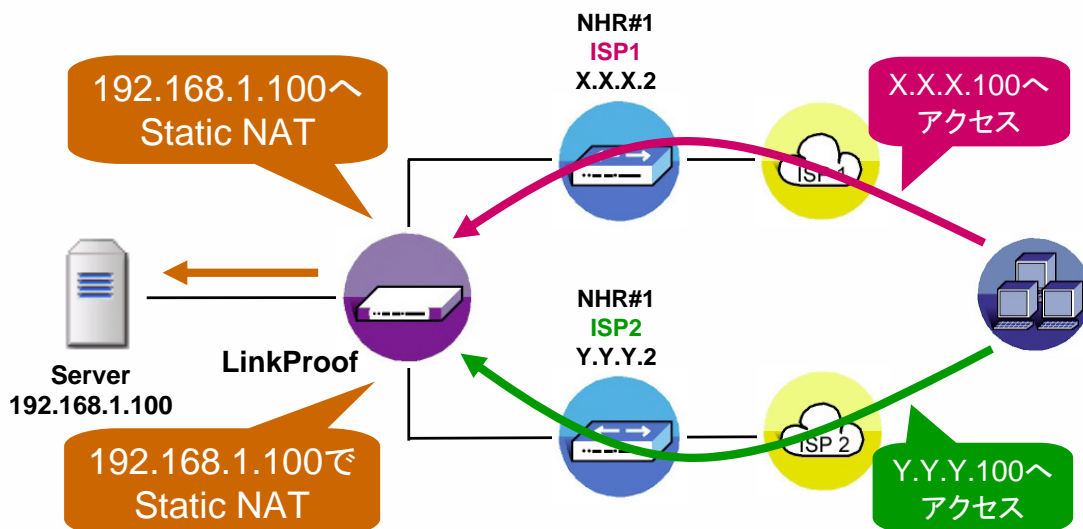 NHR#1
ISP1
X.X.X.2
192.168.1.100へ
Static NAT
X.X.X.100へ
アクセス
ISP 1
NHR#1
ISP2
Y.Y.Y.2
LinkProof
Server
192.168.1.100
ISP 2
192.168.1.100で
Static NAT
Y.Y.Y.100へ
アクセス